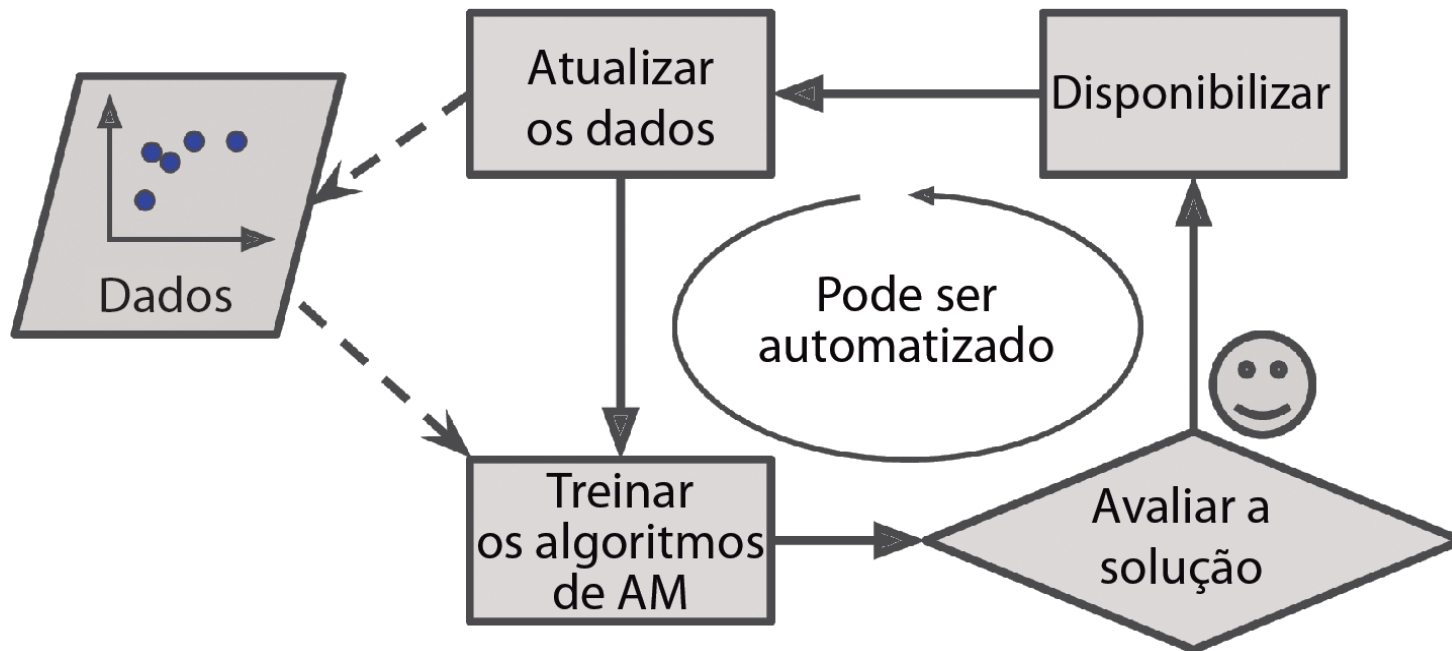 Atualizar
os dados
Disponibilizar
Dados
Pode ser
automatizado
Treinar
os algoritmos
de AM
Avaliar a
solução